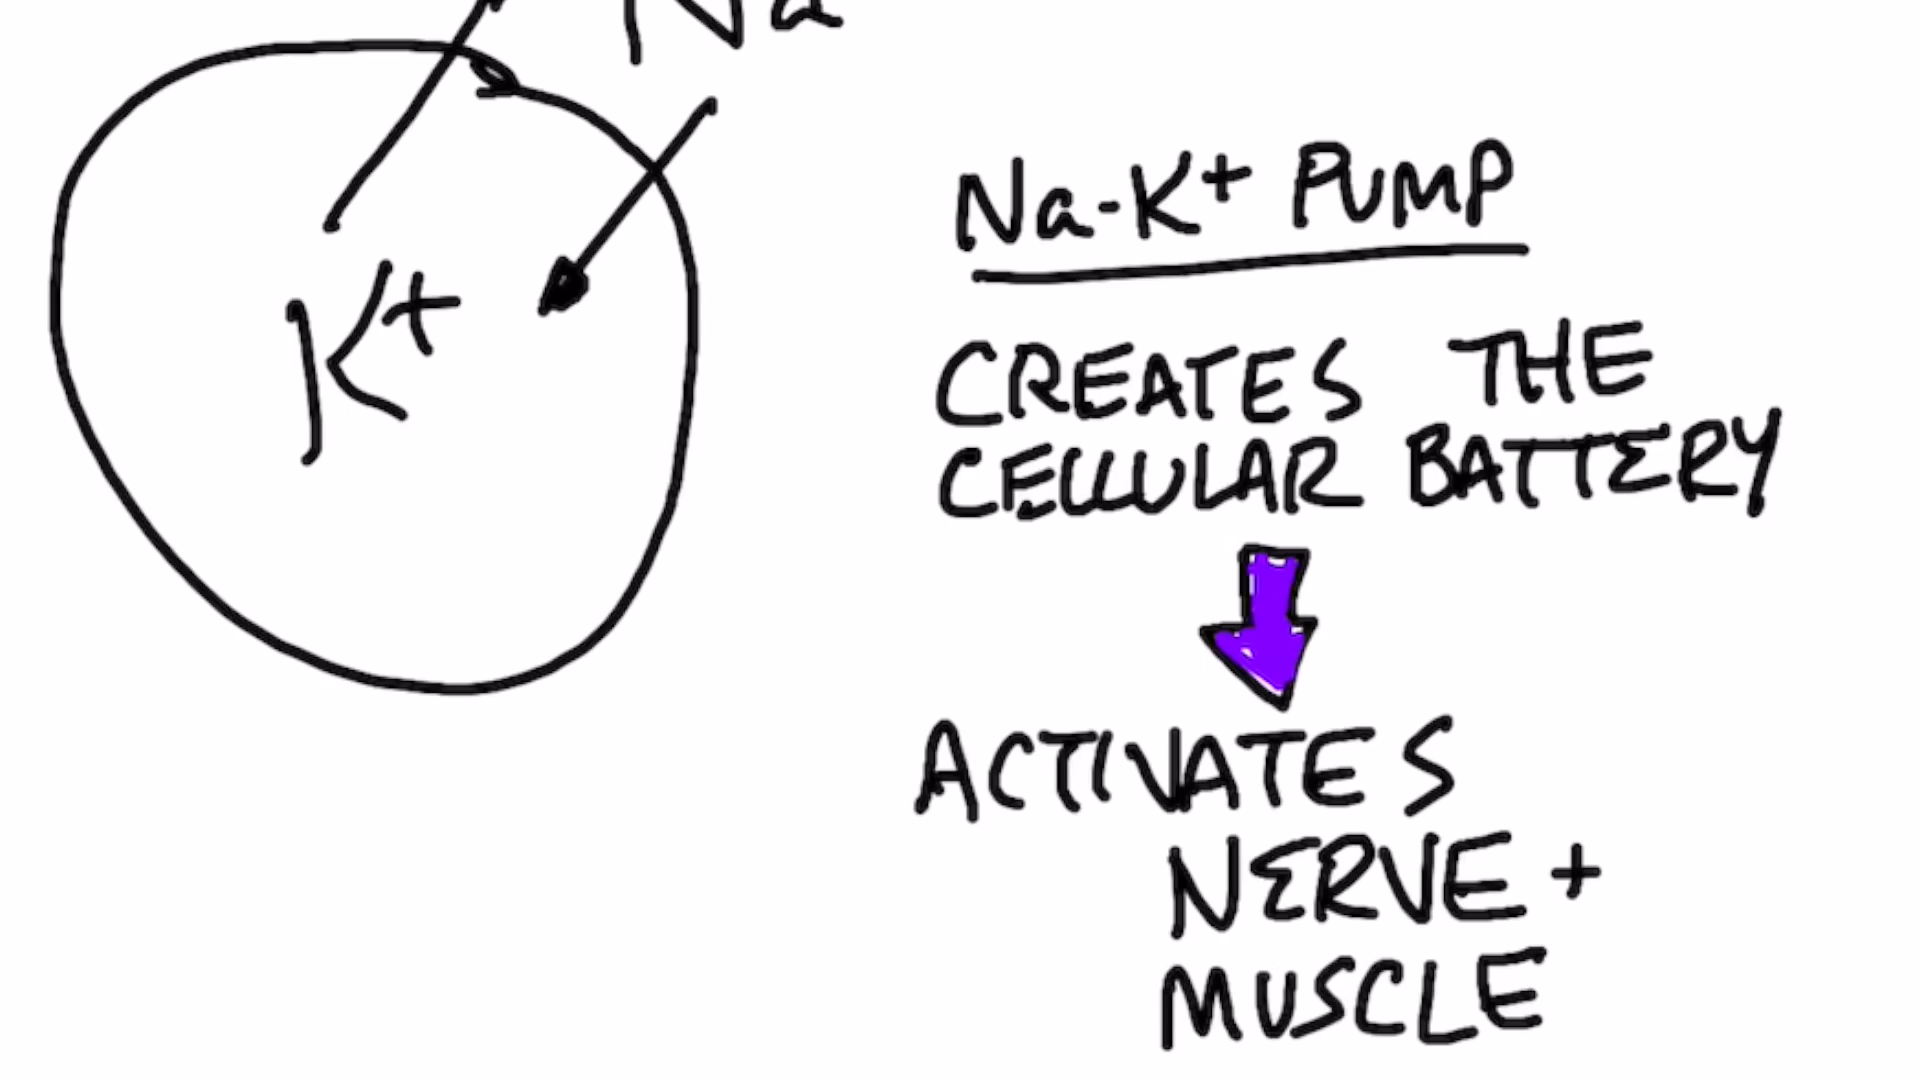 Na
K+
Na-K+ PUMP
CREATES THE
CELLULAR BATTERY
ACTIVATES
NERVE +
MUSCLE